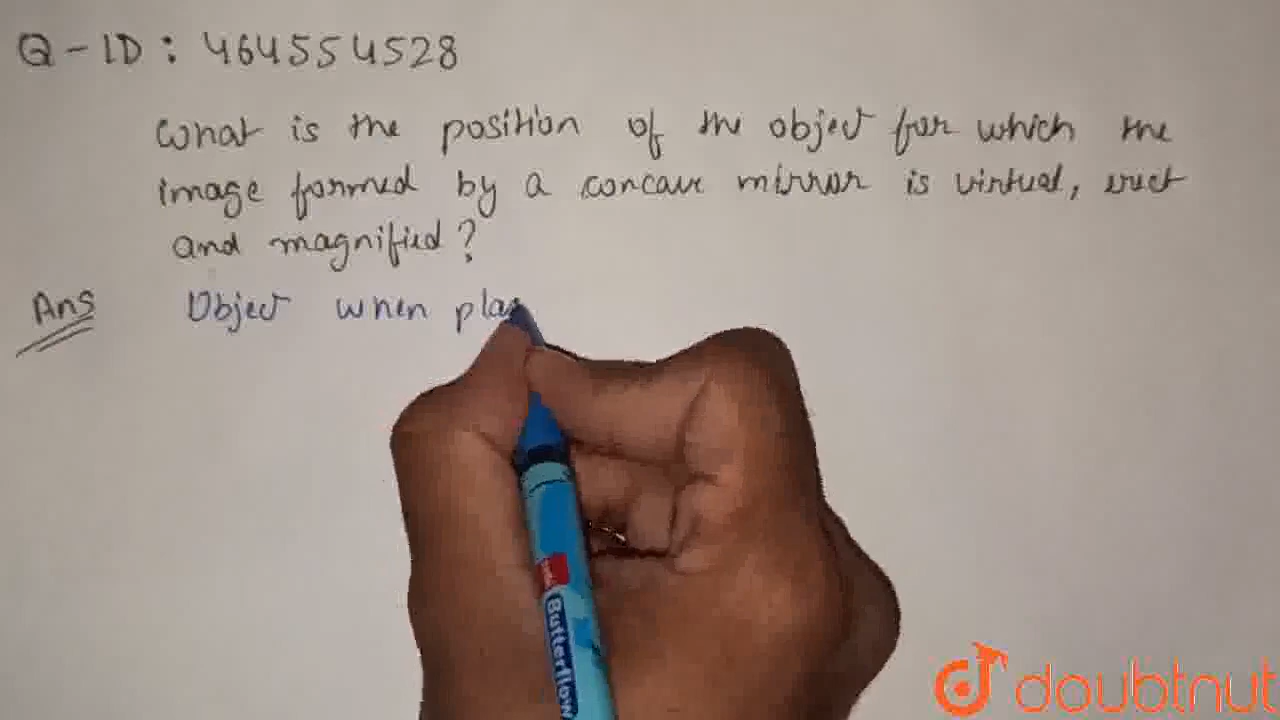 Q - ID : 464554528
What is the position of the object for which the
image formed by a concave mirror is virtual, erect
and magnified?
Ans Object when pla
Butterflow
doubtnut